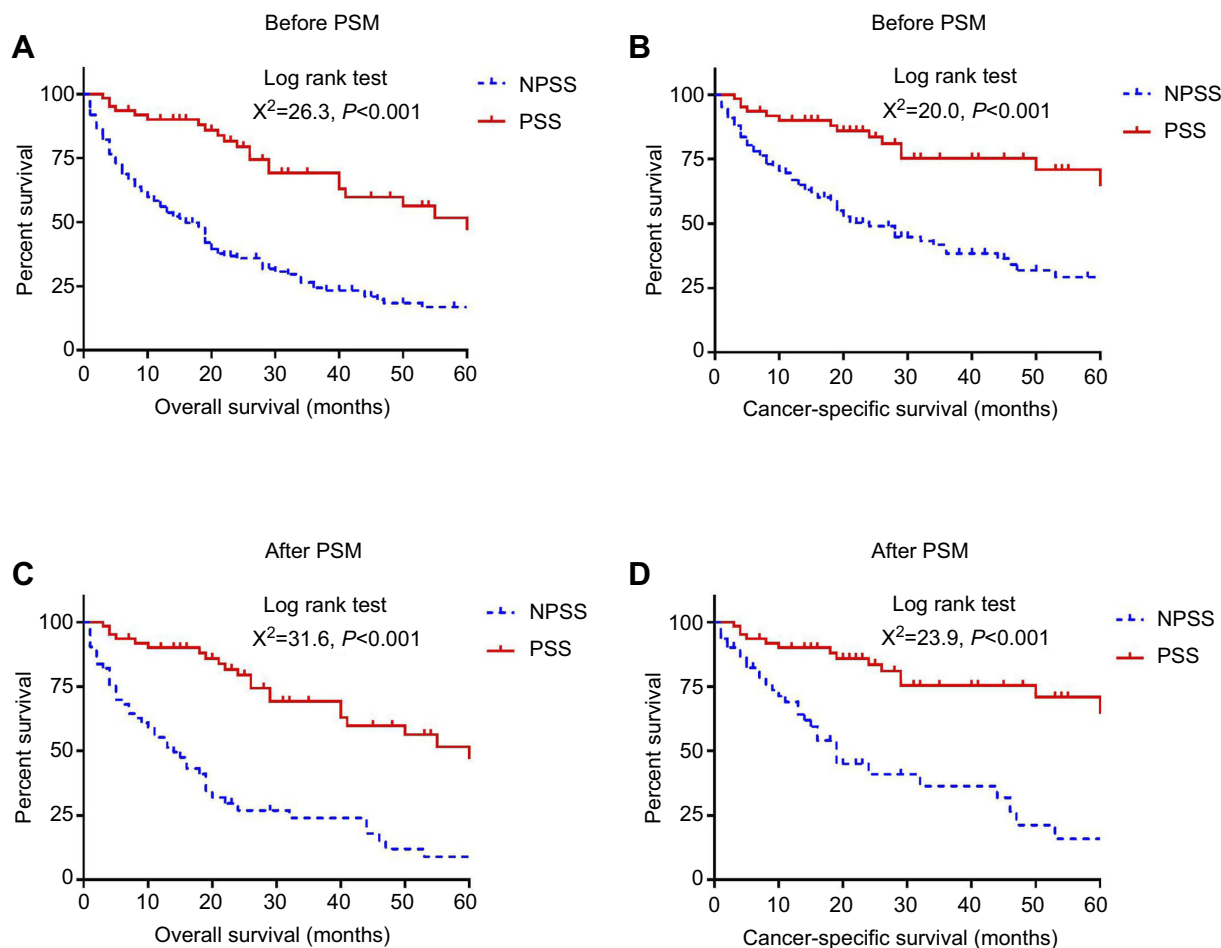 A
Before PSM
Log rank test
X²=26.3, P<0.001
NPSS
PSS
Percent survival
100
75
50
25
0
0 10 20 30 40 50 60
Overall survival (months)
B
Before PSM
Log rank test
X²=20.0, P<0.001
NPSS
PSS
Percent survival
100
75
50
25
0
0 10 20 30 40 50 60
Cancer-specific survival (months)
C
After PSM
Log rank test
X²=31.6, P<0.001
NPSS
PSS
Percent survival
100
75
50
25
0
0 10 20 30 40 50 60
Overall survival (months)
D
After PSM
Log rank test
X²=23.9, P<0.001
NPSS
PSS
Percent survival
100
75
50
25
0
0 10 20 30 40 50 60
Cancer-specific survival (months)